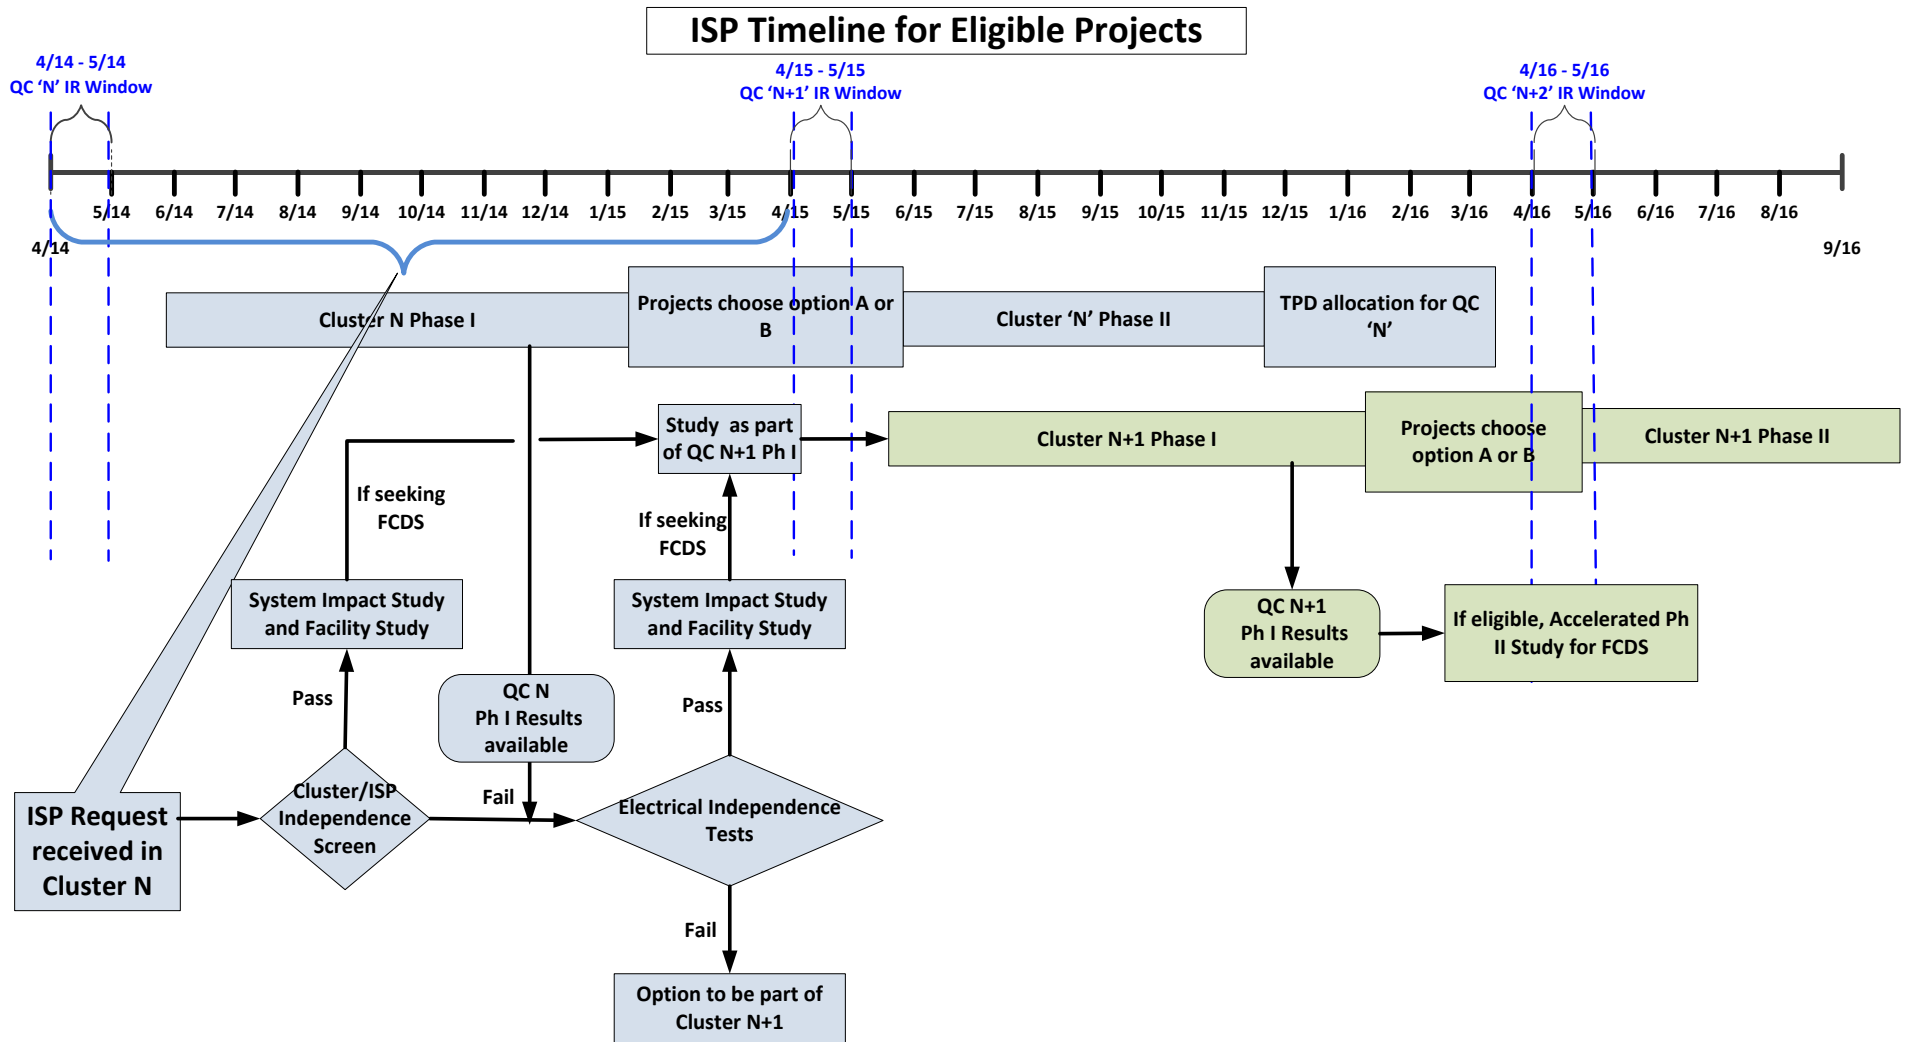 ISP Timeline for Eligible Projects
4/14 - 5/14
QC ‘N’ IR Window
4/15 - 5/15
QC ‘N+1’ IR Window
4/16 - 5/16
QC ‘N+2’ IR Window
5/14 6/14 7/14 8/14 9/14 10/14 11/14 12/14 1/15 2/15 3/15 4/15 5/15 6/15 7/15 8/15 9/15 10/15 11/15 12/15 1/16 2/16 3/16 4/16 5/16 6/16 7/16 8/16
4/14
9/16
Cluster N Phase I
Projects choose option A or
B
Cluster ‘N’ Phase II
TPD allocation for QC
‘N’
Study as part
of QC N+1 Ph I
Cluster N+1 Phase I
Projects choose
option A or B
Cluster N+1 Phase II
If seeking
FCDS
If seeking
FCDS
System Impact Study
and Facility Study
System Impact Study
and Facility Study
QC N+1
Ph I Results
available
If eligible, Accelerated Ph
II Study for FCDS
Pass
QC N
Ph I Results
available
Pass
ISP Request
received in
Cluster N
Cluster/ISP
Independence
Screen
Fail
Electrical Independence
Tests
Fail
Option to be part of
Cluster N+1